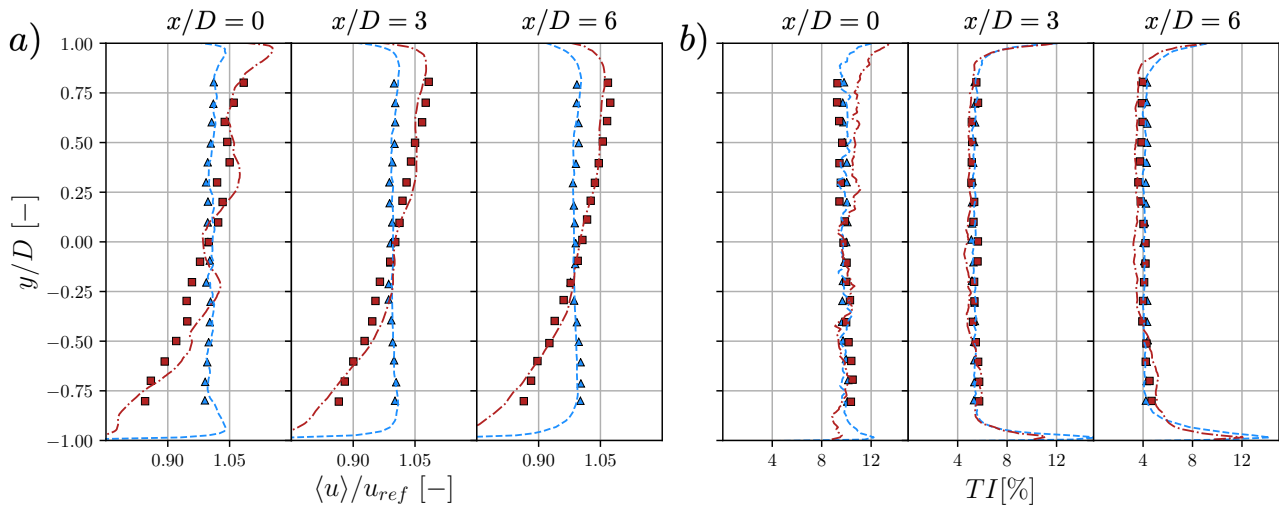 a)
x/D = 0 x/D = 3 x/D = 6
b)
x/D = 0 x/D = 3 x/D = 6
1.00
0.75
0.50
0.25
0.00
−0.25
−0.50
−0.75
−1.00
y/D [−]
0.90 1.05 0.90 1.05 0.90 1.05
⟨u⟩/u_ref [−]
4 8 12 4 8 12 4 8 12
TI[%]